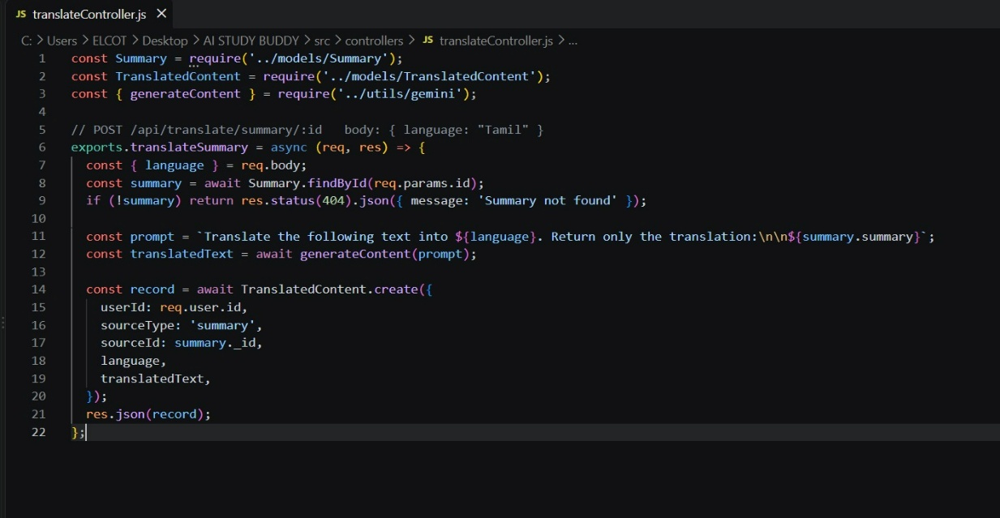 JS translateController.js ×
C: > Users > ELCOT > Desktop > AI STUDY BUDDY > src > controllers > JS translateController.js > ...
1 const Summary = require('../models/Summary');
2 const TranslatedContent = require('../models/TranslatedContent');
3 const { generateContent } = require('../utils/gemini');
4
5 // POST /api/translate/summary/:id   body: { language: "Tamil" }
6 exports.translateSummary = async (req, res) => {
7   const { language } = req.body;
8   const summary = await Summary.findById(req.params.id);
9   if (!summary) return res.status(404).json({ message: 'Summary not found' });
10
11   const prompt = `Translate the following text into ${language}. Return only the translation:\n\n${summary.summary}`;
12   const translatedText = await generateContent(prompt);
13
14   const record = await TranslatedContent.create({
15     userId: req.user.id,
16     sourceType: 'summary',
17     sourceId: summary._id,
18     language,
19     translatedText,
20   });
21   res.json(record);
22 };